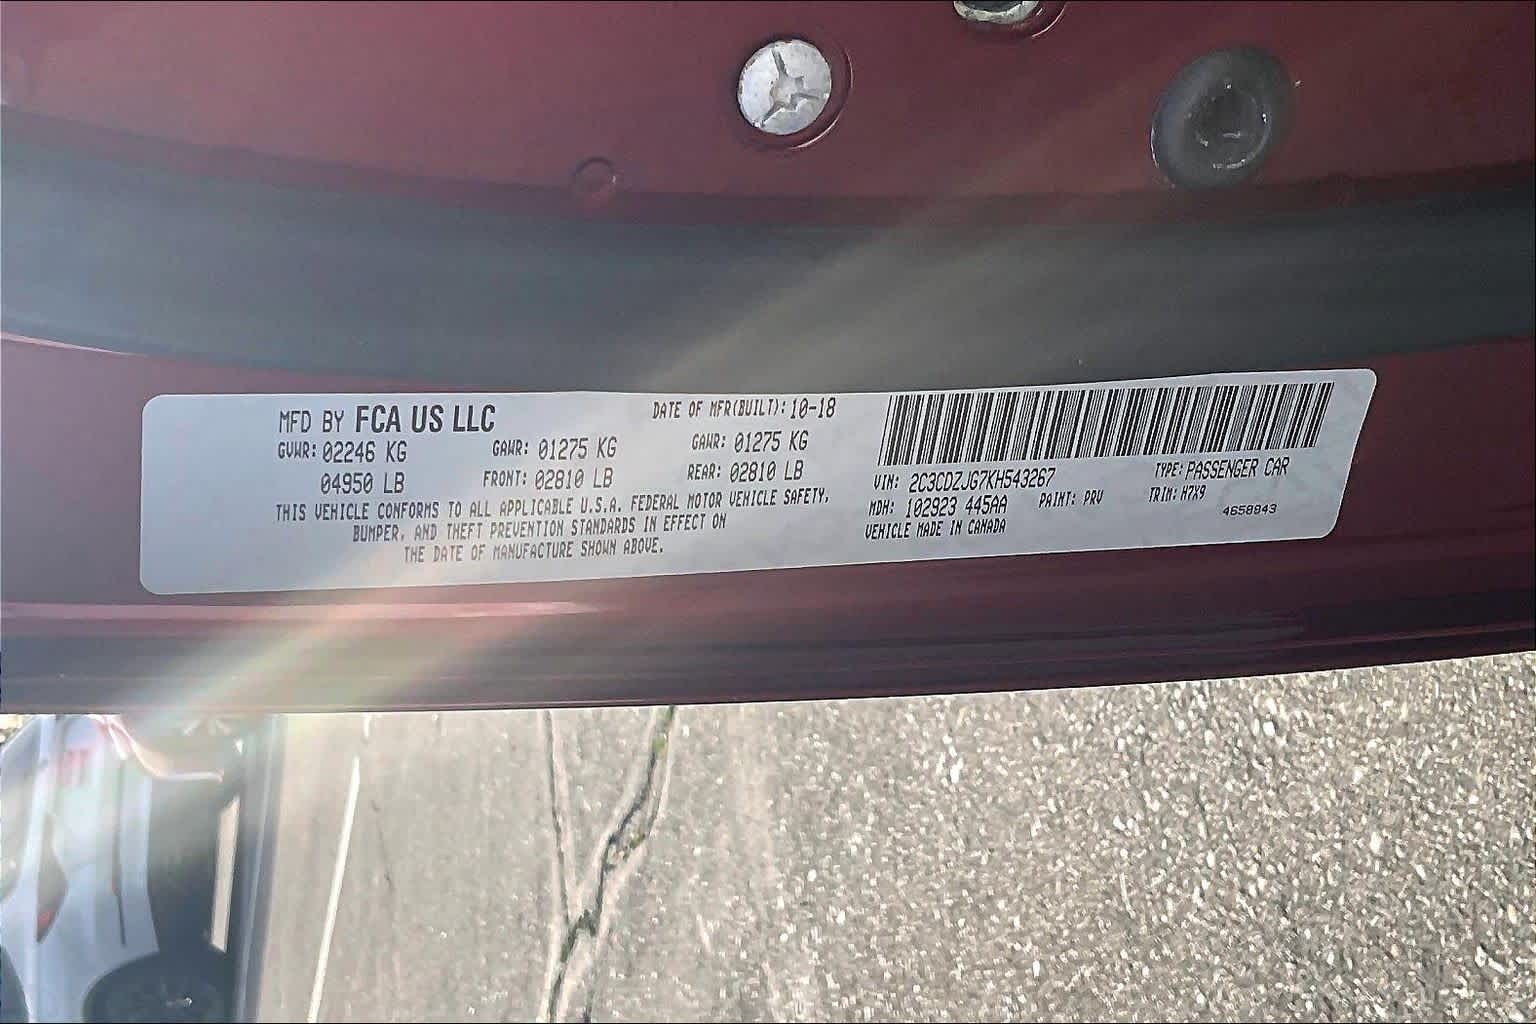 MFD BY FCA US LLC DATE OF MFR(BUILT): 10-18
GVWR: 02246 KG GAWR: 01275 KG GAWR: 01275 KG
04950 LB FRONT: 02810 LB REAR: 02810 LB
THIS VEHICLE CONFORMS TO ALL APPLICABLE U.S.A. FEDERAL MOTOR VEHICLE SAFETY,
BUMPER, AND THEFT PREVENTION STANDARDS IN EFFECT ON
THE DATE OF MANUFACTURE SHOWN ABOVE.
VIN: 2C3CDZJG7KH543267 TYPE: PASSENGER CAR
MDH: 102923 445AA PAINT: PRV TRIM: H7X9
VEHICLE MADE IN CANADA 4658843